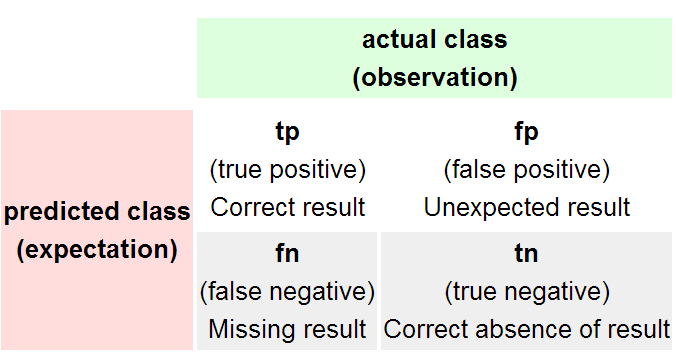 actual class
(observation)
predicted class
(expectation)
tp
(true positive)
Correct result
fp
(false positive)
Unexpected result
fn
(false negative)
Missing result
tn
(true negative)
Correct absence of result